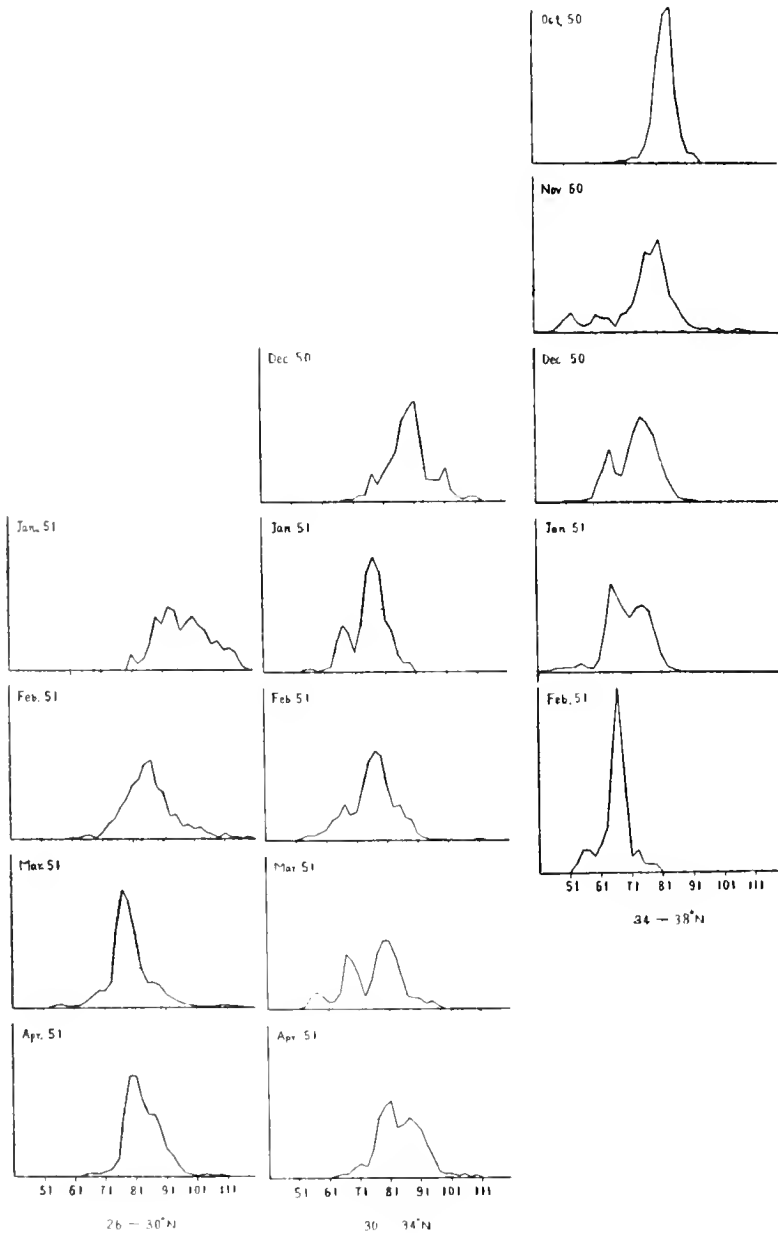 Oct. 50
Nov 50
Dec 50
Dec 50
Jan. 51
Jan 51
Jan 51
Feb. 51
Feb 51
Feb. 51
51 61 71 81 91 101 111
34 — 38°N
Mar. 51
Mar 51
Apr. 51
Apr 51
51 61 71 81 91 101 111
51 61 71 81 91 101 111
26 — 30°N
30 34°N